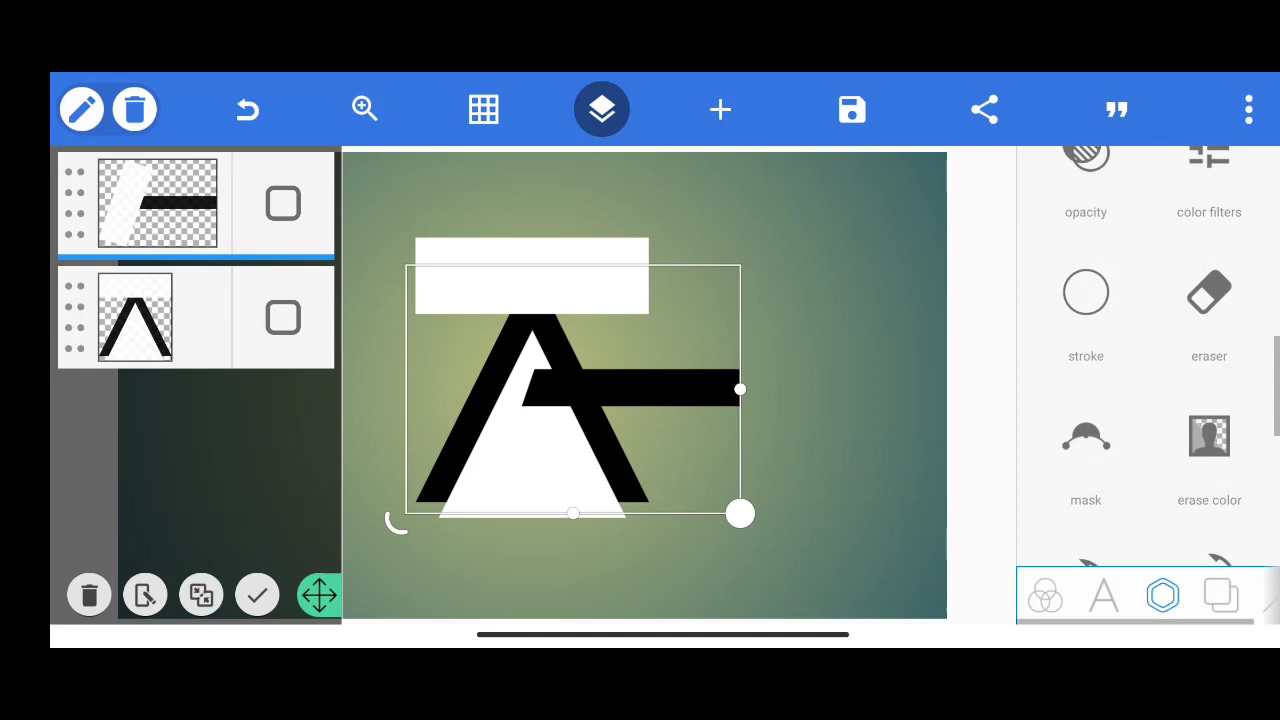 opacity
color filters
stroke
eraser
mask
erase color